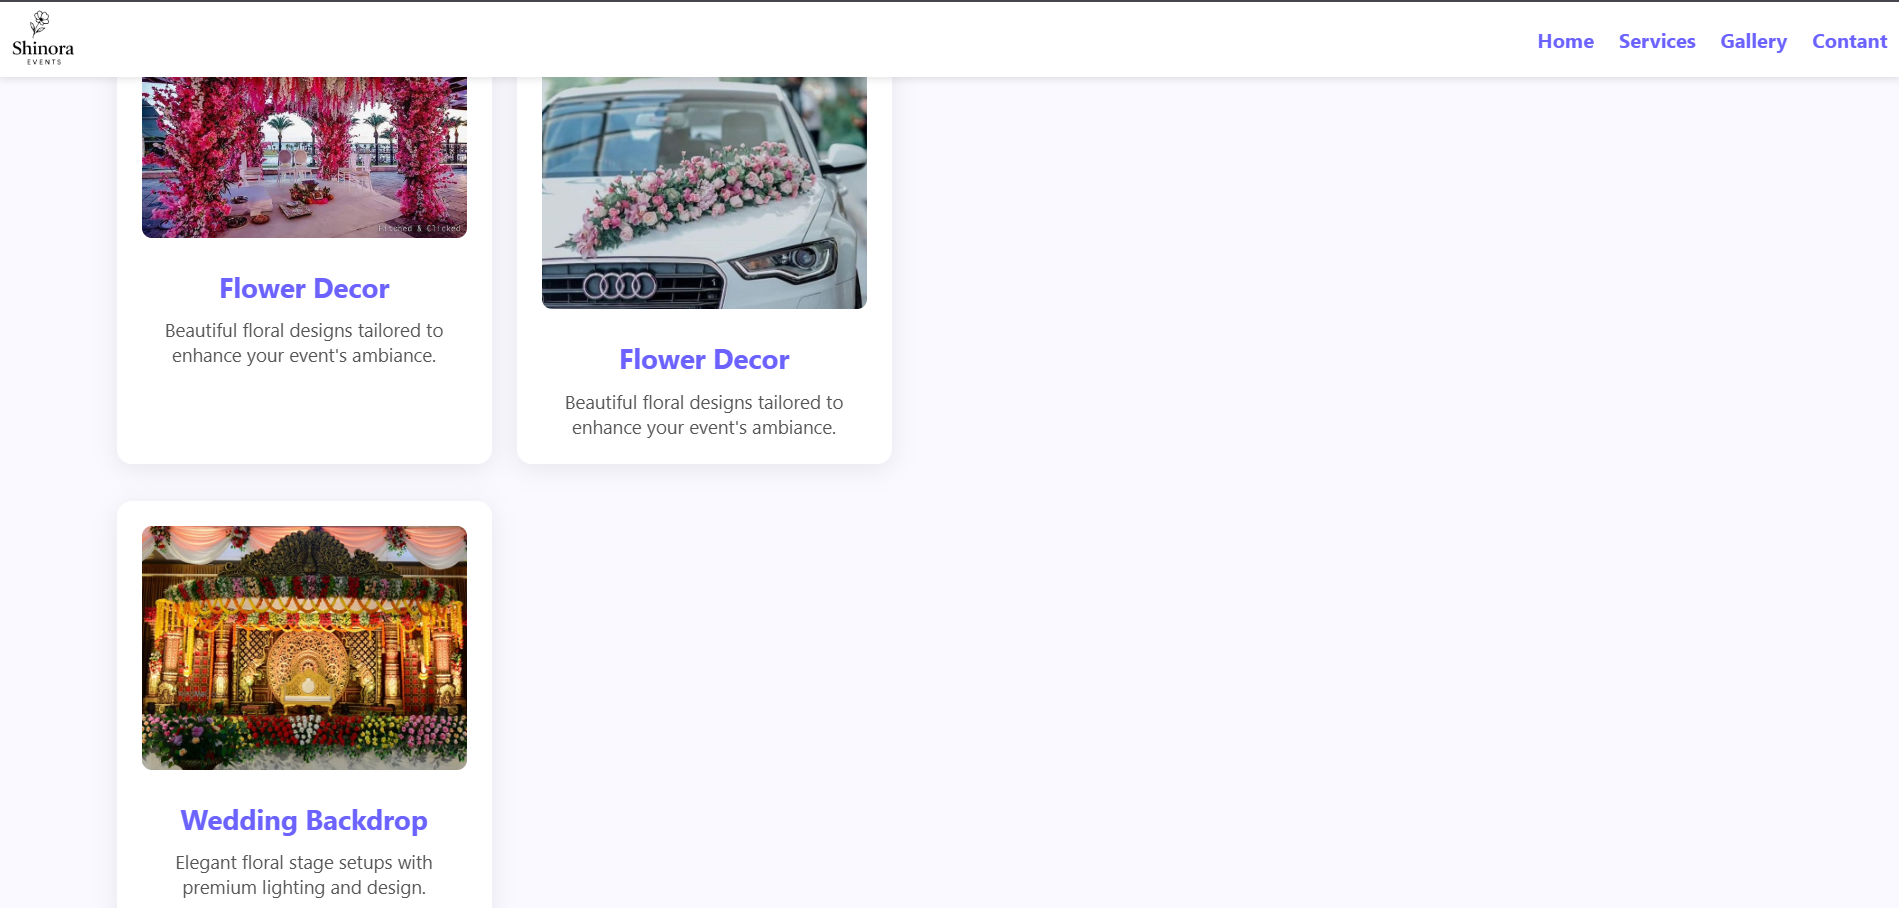 Shinora
EVENTS
Home Services Gallery Contant
Hitched & Clicked
Flower Decor
Beautiful floral designs tailored to
enhance your event's ambiance.
Flower Decor
Beautiful floral designs tailored to
enhance your event's ambiance.
Wedding Backdrop
Elegant floral stage setups with
premium lighting and design.